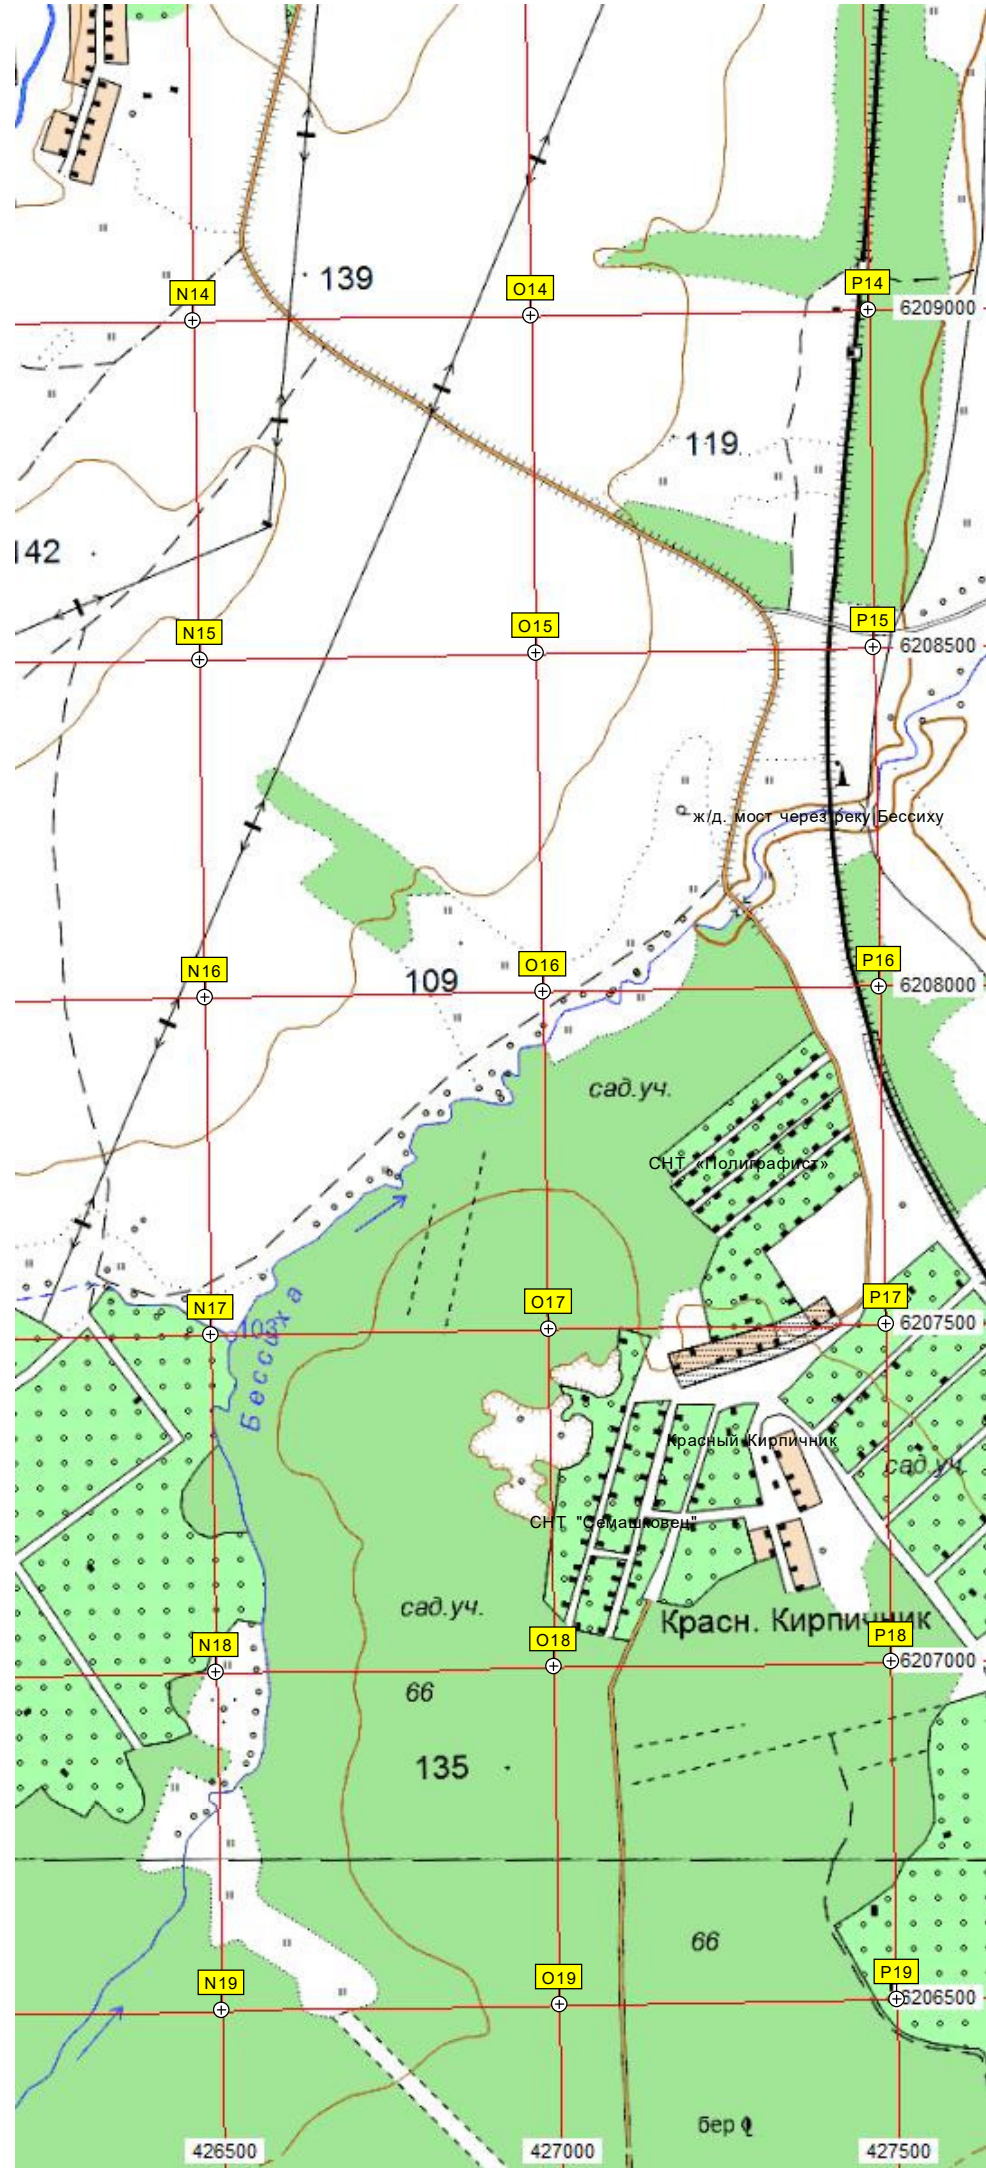 139
N14
O14
P14
6209000
119
142
N15
O15
P15
6208500
ж/д. мост через реку Бессиху
N16
O16
P16
109
6208000
сад.уч.
СНТ «Полиграфист»
N17
O17
P17
6207500
Бессиха
Красный Кирпичник
сад.уч.
СНТ "Семашковец"
сад.уч.
Красн. Кирпичник
N18
O18
P18
6207000
66
135
66
N19
O19
P19
6206500
бер
426500
427000
427500